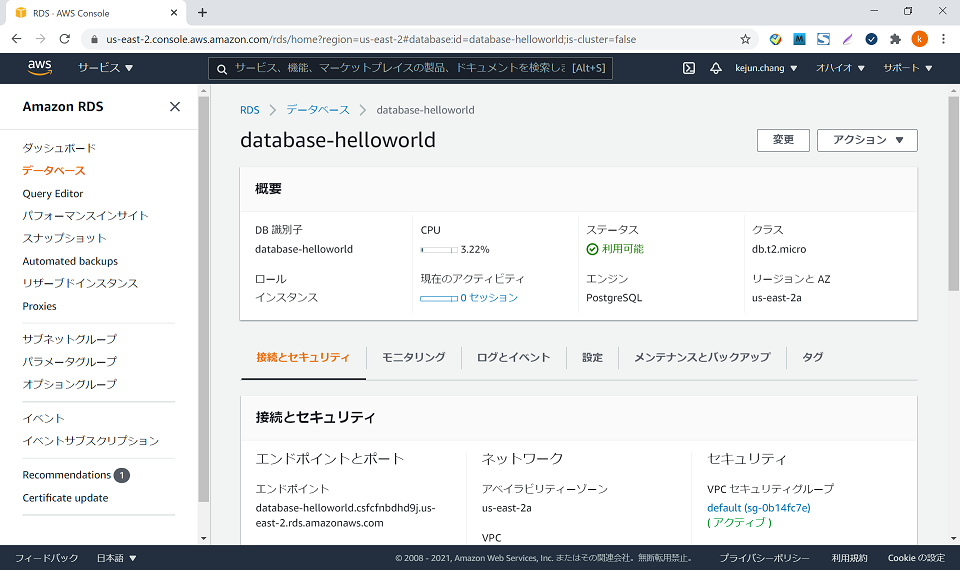 RDS - AWS Console
us-east-2.console.aws.amazon.com/rds/home?region=us-east-2#database:id=database-helloworld;is-cluster=false
k
aws
サービス
サービス、機能、マーケットプレイスの製品、ドキュメントを検索しま [Alt+S]
kejun.chang
オハイオ
サポート
Amazon RDS
ダッシュボード
データベース
Query Editor
パフォーマンスインサイト
スナップショット
Automated backups
リザーブドインスタンス
Proxies
サブネットグループ
パラメータグループ
オプショングループ
イベント
イベントサブスクリプション
Recommendations 1
Certificate update
RDS > データベース > database-helloworld
database-helloworld
変更
アクション
概要
DB 識別子
database-helloworld
CPU
3.22%
ステータス
利用可能
クラス
db.t2.micro
ロール
インスタンス
現在のアクティビティ
0 セッション
エンジン
PostgreSQL
リージョンと AZ
us-east-2a
接続とセキュリティ
モニタリング
ログとイベント
設定
メンテナンスとバックアップ
タグ
接続とセキュリティ
エンドポイントとポート
エンドポイント
database-helloworld.csfcfnbdhd9j.us-
east-2.rds.amazonaws.com
ネットワーク
アベイラビリティーゾーン
us-east-2a
VPC
セキュリティ
VPC セキュリティグループ
default (sg-0b14fc7e)
( アクティブ )
フィードバック
日本語
© 2008 - 2021, Amazon Web Services, Inc. またはその関連会社。無断転用禁止。
プライバシーポリシー
利用規約
Cookie の設定